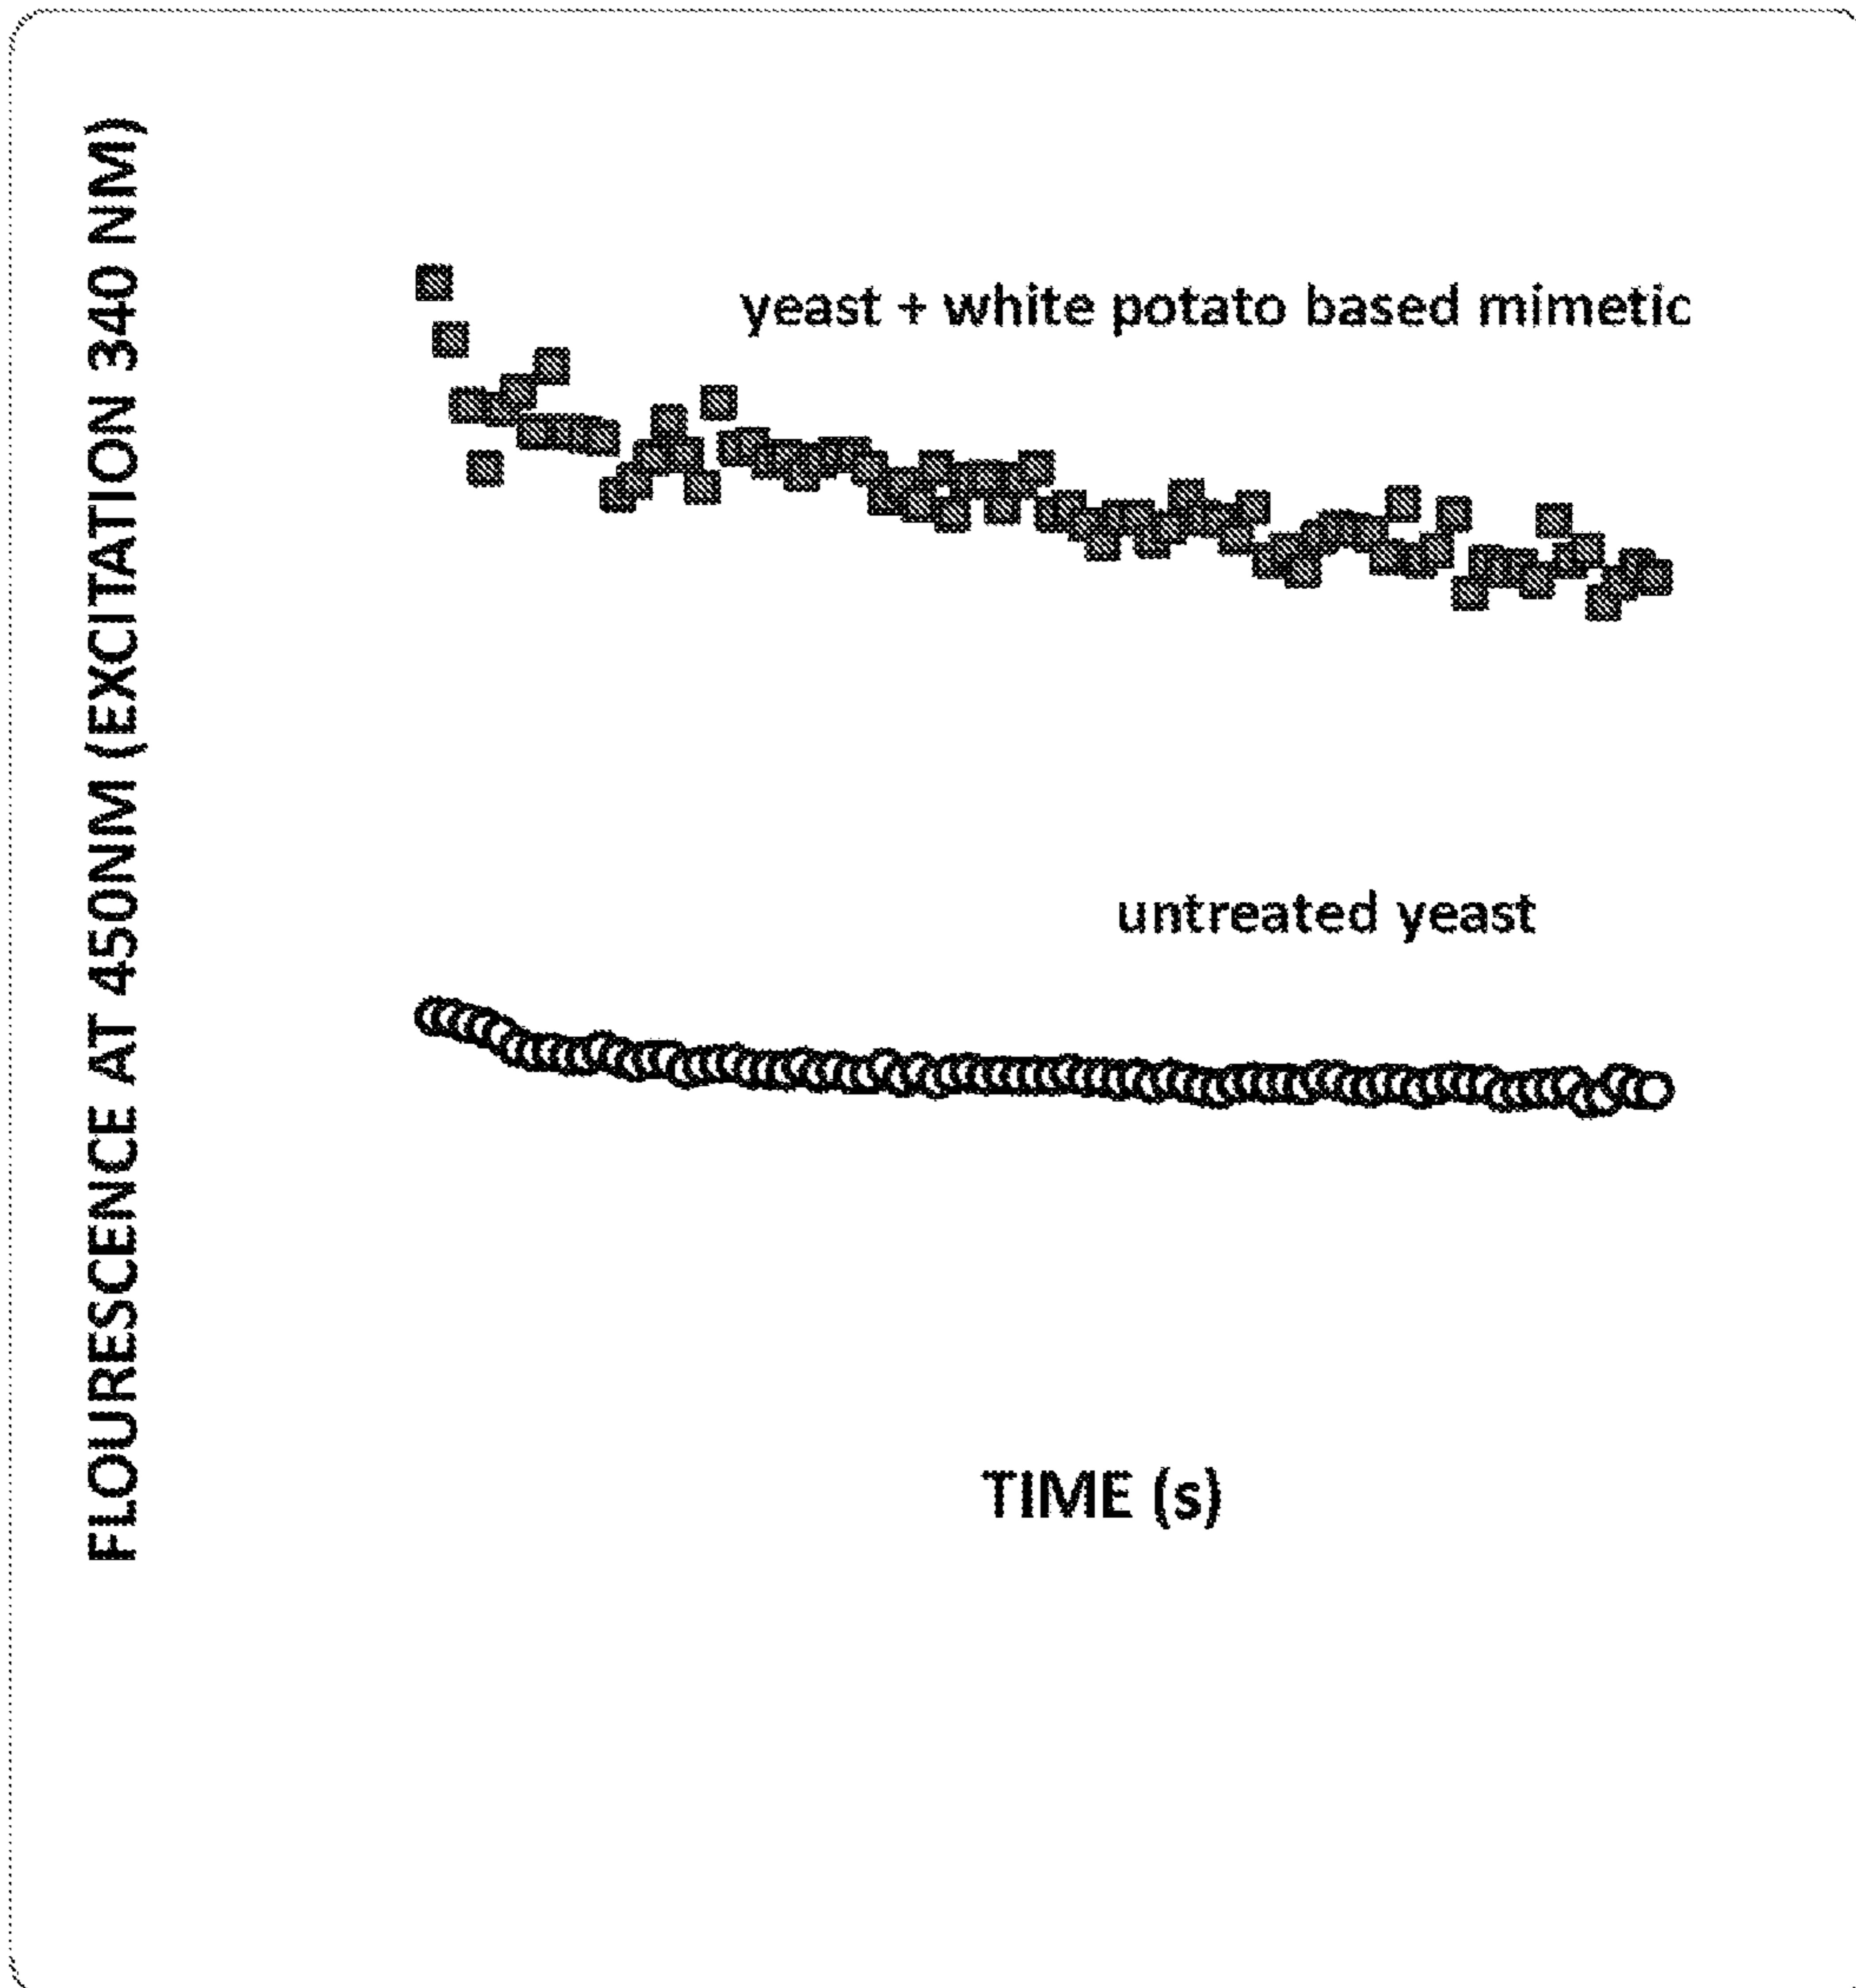 FLOURESCENCE AT 450NM (EXCITATION 340 NM)
yeast + white potato based mimetic
untreated yeast
TIME (s)